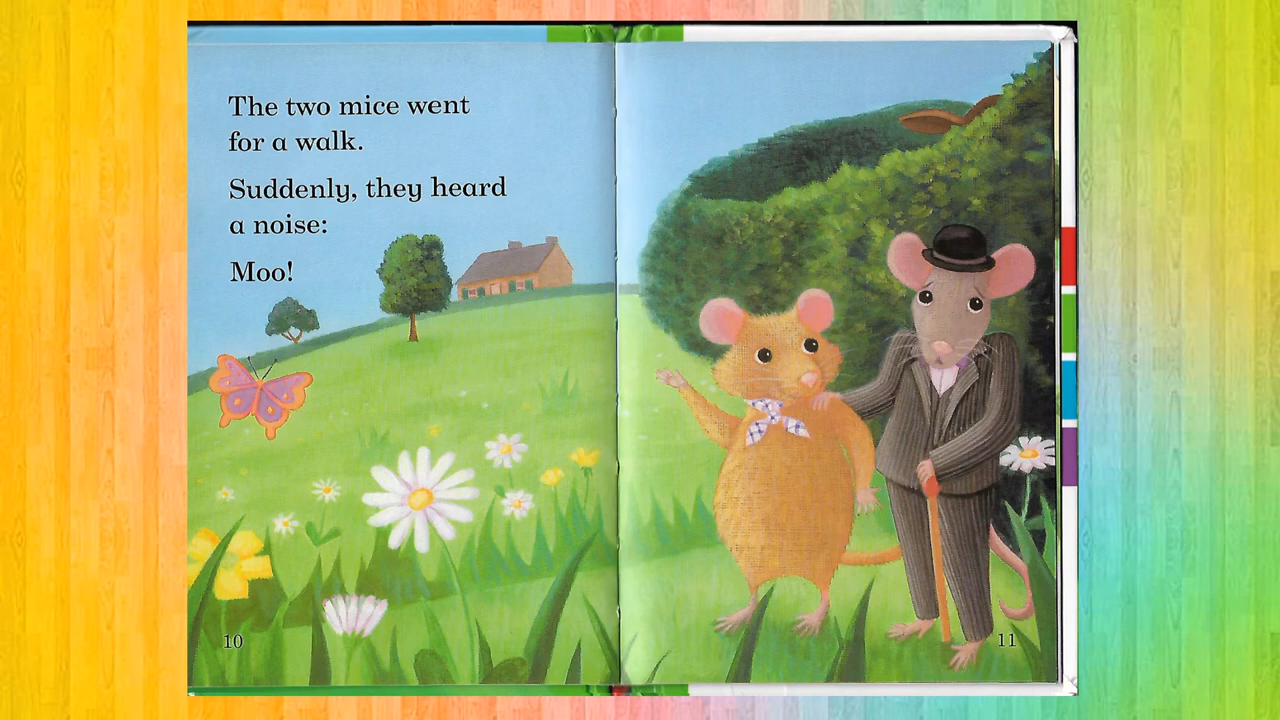 The two mice went
for a walk.
Suddenly, they heard
a noise:
Moo!
10
11